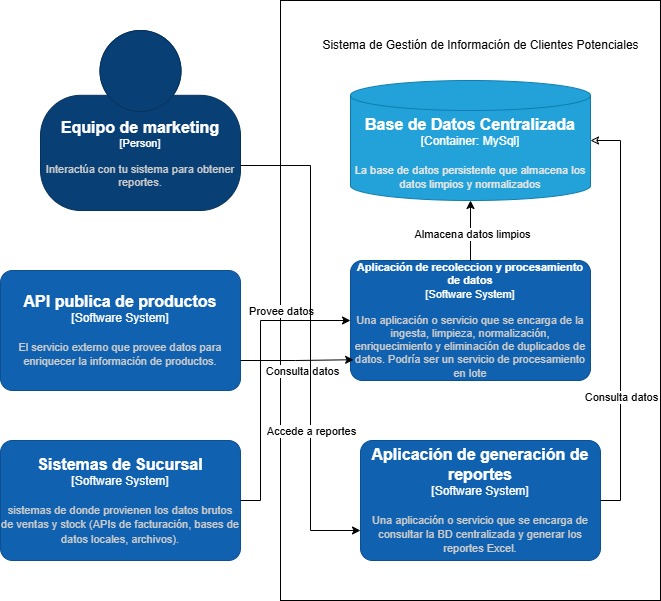 Sistema de Gestión de Información de Clientes Potenciales
Equipo de marketing
[Person]
Interactúa con tu sistema para obtener
reportes.
Base de Datos Centralizada
[Container: MySql]
La base de datos persistente que almacena los
datos limpios y normalizados
Almacena datos limpios
API publica de productos
[Software System]
El servicio externo que provee datos para
enriquecer la información de productos.
Provee datos
Consulta datos
Aplicación de recoleccion y procesamiento
de datos
[Software System]
Una aplicación o servicio que se encarga de la
ingesta, limpieza, normalización,
enriquecimiento y eliminación de duplicados de
datos. Podría ser un servicio de procesamiento
en lote
Consulta datos
Accede a reportes
Sistemas de Sucursal
[Software System]
sistemas de donde provienen los datos brutos
de ventas y stock (APIs de facturación, bases de
datos locales, archivos).
Aplicación de generación de
reportes
[Software System]
Una aplicación o servicio que se encarga de
consultar la BD centralizada y generar los
reportes Excel.